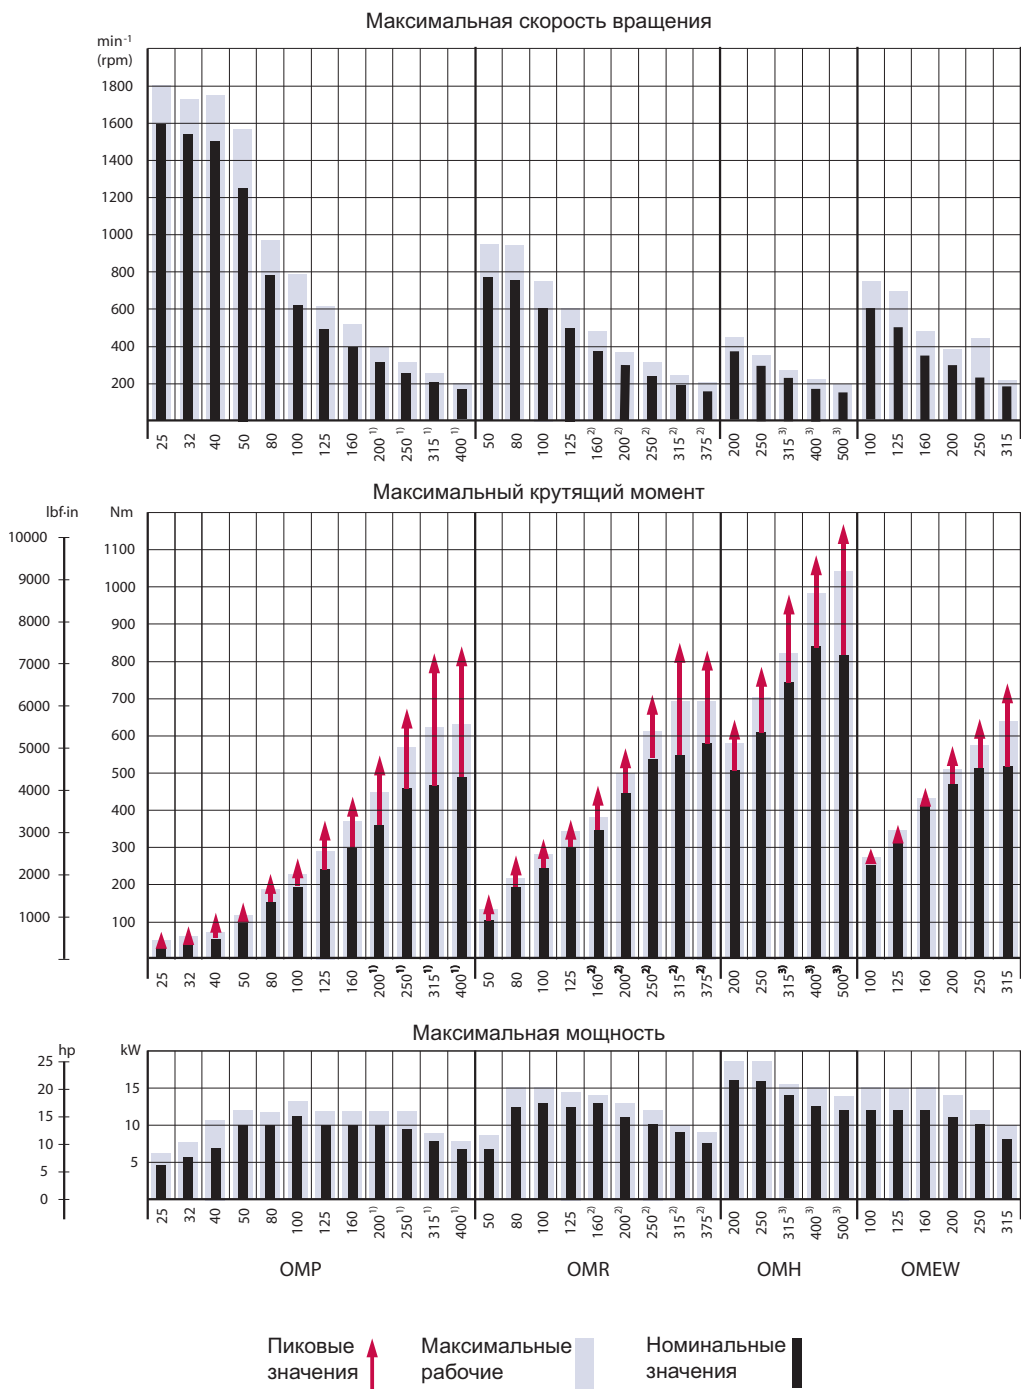 Максимальная скорость вращения
min-1
(rpm)
1800
1600
1400
1200
1000
800
600
400
200
25 32 40 50 80 100 125 160 200 1) 250 1) 315 1) 400 1) 50 80 100 125 160 2) 200 2) 250 2) 315 2) 375 2) 200 250 315 3) 400 3) 500 3) 100 125 160 200 250 315
Максимальный крутящий момент
lbf·in Nm
10000
9000
8000
7000
6000
5000
4000
3000
2000
1000
1100
1000
900
800
700
600
500
400
300
200
100
25 32 40 50 80 100 125 160 200 1) 250 1) 315 1) 400 1) 50 80 100 125 160 2) 200 2) 250 2) 315 2) 375 2) 200 250 315 3) 400 3) 500 3) 100 125 160 200 250 315
Максимальная мощность
hp kW
25
20
15
10
5
0
15
10
5
25 32 40 50 80 100 125 160 200 1) 250 1) 315 1) 400 1) 50 80 100 125 160 2) 200 2) 250 2) 315 2) 375 2) 200 250 315 3) 400 3) 500 3) 100 125 160 200 250 315
OMP OMR OMH OMEW
Пиковые
значения
Максимальные
рабочие
Номинальные
значения